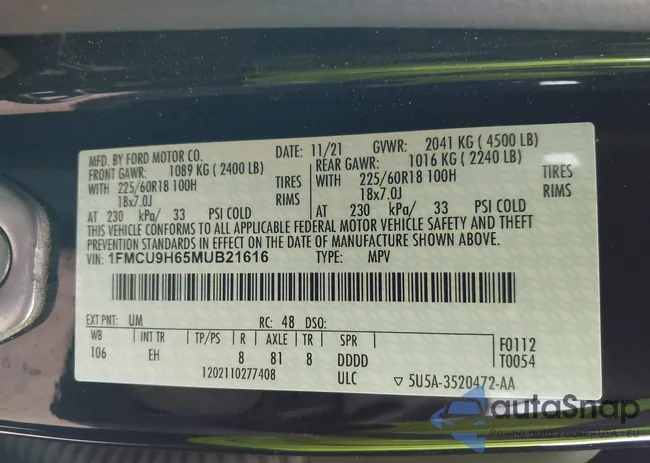 MFD. BY FORD MOTOR CO.
DATE: 11/21 GVWR: 2041 KG ( 4500 LB)
FRONT GAWR: 1089 KG ( 2400 LB) REAR GAWR: 1016 KG ( 2240 LB)
WITH 225/60R18 100H TIRES WITH 225/60R18 100H TIRES
18x7.0J RIMS 18x7.0J RIMS
AT 230 kPa/ 33 PSI COLD AT 230 kPa/ 33 PSI COLD
THIS VEHICLE CONFORMS TO ALL APPLICABLE FEDERAL MOTOR VEHICLE SAFETY AND THEFT
PREVENTION STANDARDS IN EFFECT ON THE DATE OF MANUFACTURE SHOWN ABOVE.
VIN: 1FMCU9H65MUB21616 TYPE: MPV
EXT PNT: UM RC: 48 DSO:
WB INT TR TP/PS R AXLE TR SPR
106 EH 8 81 8 DDDD
F0112
T0054
1202110277408 ULC ▽ 5U5A-3520472-AA
autoSnap
Pewne auto z aukcji USA i EU